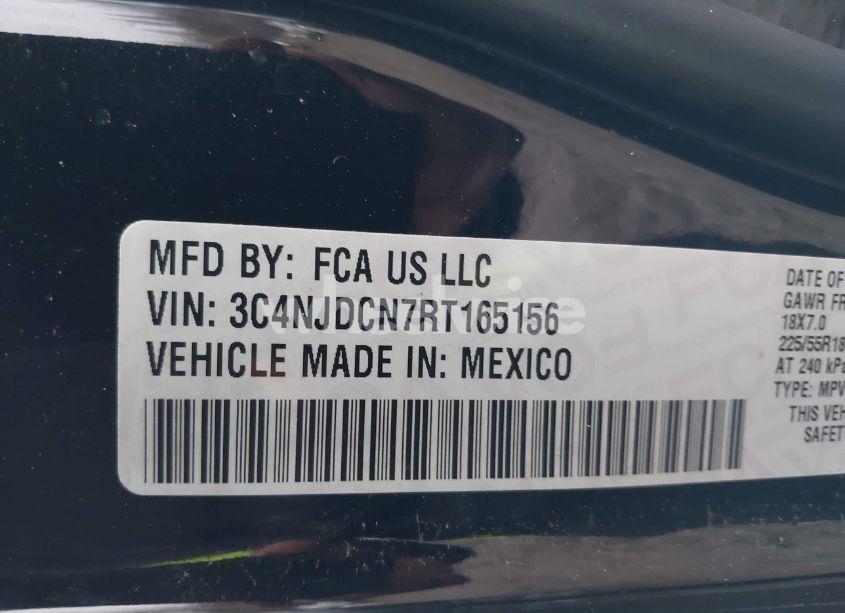 MFD BY: FCA US LLC
VIN: 3C4NJDCN7RT165156
VEHICLE MADE IN: MEXICO
DATE OF
GAWR FR
18X7.0
225/55R18
AT 240 kPa
TYPE: MPV
THIS VEH
SAFET